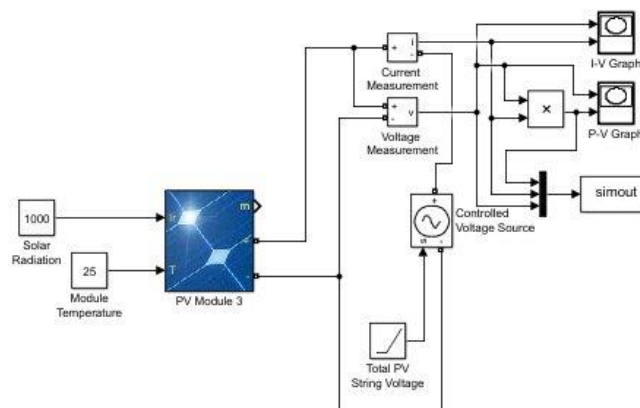 i
Current
Measurement
I-V Graph
v
Voltage
Measurement
×
P-V Graph
simout
1000
Solar
Radiation
Ir
m
T
PV Module 3
25
Module
Temperature
s
Controlled
Voltage Source
Total PV
String Voltage